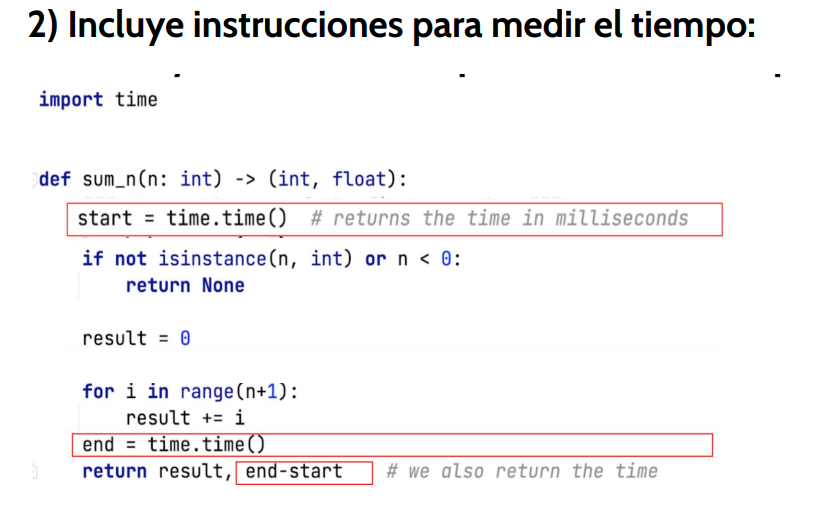 2) Incluye instrucciones para medir el tiempo:
import time
def sum_n(n: int) -> (int, float):
start = time.time()  # returns the time in milliseconds
if not isinstance(n, int) or n < 0:
return None
result = 0
for i in range(n+1):
result += i
end = time.time()
return result, end-start  # we also return the time